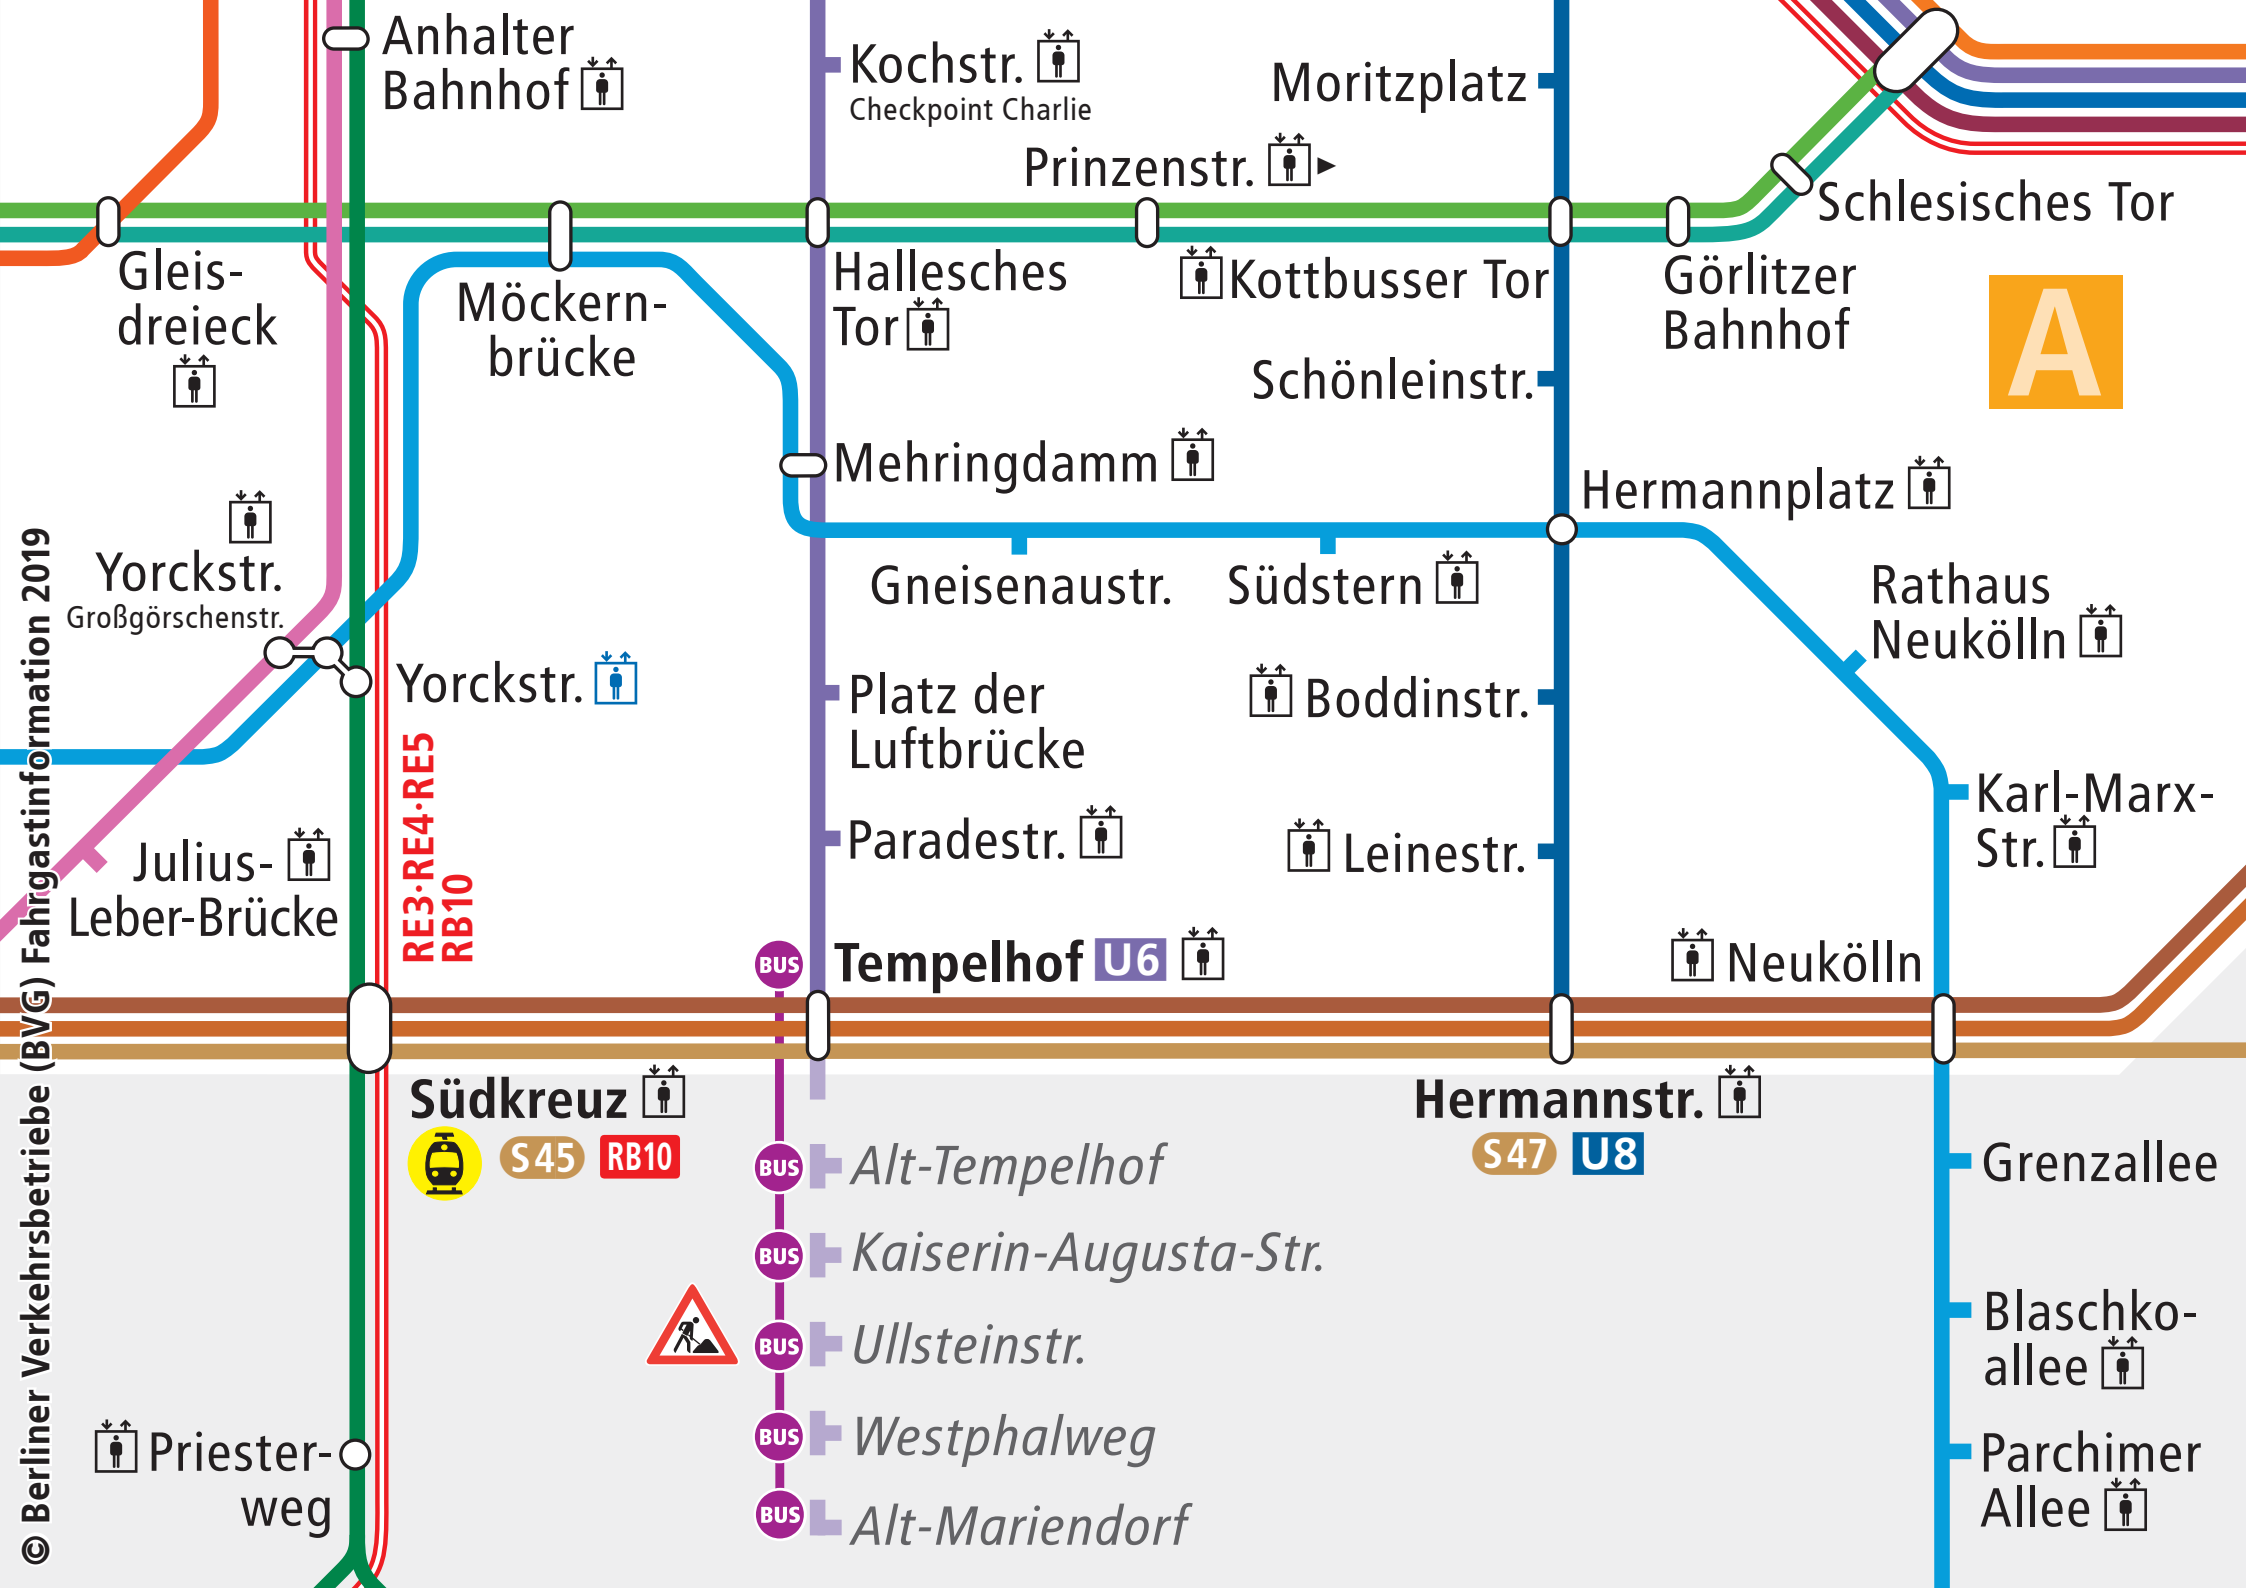 Anhalter
Bahnhof
Kochstr.
Checkpoint Charlie
Moritzplatz
Prinzenstr.
Schlesisches Tor
Gleis-
dreieck
Möckern-
brücke
Hallesches
Tor
Kottbusser Tor
Görlitzer
Bahnhof
A
Schönleinstr.
Mehringdamm
Hermannplatz
Yorckstr.
Großgörschenstr.
Gneisenaustr.
Südstern
Rathaus
Neukölln
Yorckstr.
Platz der
Luftbrücke
Boddinstr.
RE3·RE4·RE5
RB10
Karl-Marx-
Str.
Julius-
Leber-Brücke
Paradestr.
Leinestr.
BUS
Tempelhof U6
Neukölln
Südkreuz
S45 RB10
Hermannstr.
S47 U8
BUS Alt-Tempelhof
Grenzallee
BUS Kaiserin-Augusta-Str.
BUS Ullsteinstr.
Blaschko-
allee
BUS Westphalweg
Priester-
weg
Parchimer
Allee
BUS Alt-Mariendorf
© Berliner Verkehrsbetriebe (BVG) Fahrgastinformation 2019